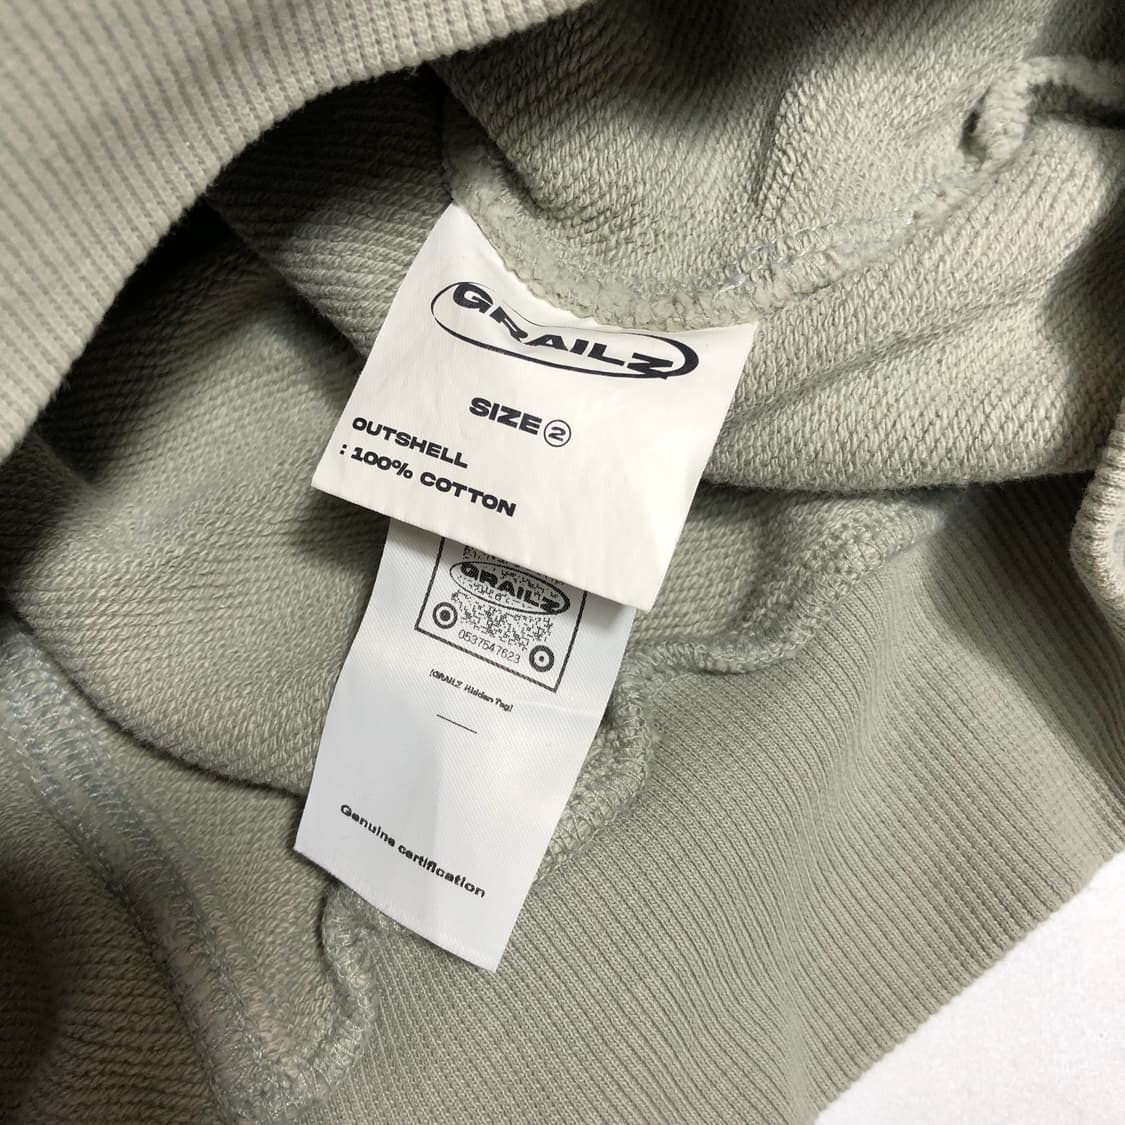 GRAILZ
SIZE ②
OUTSHELL
: 100% COTTON
GRAILZ
0537547623
[GRAILZ Hidden Tag]
Genuine certification